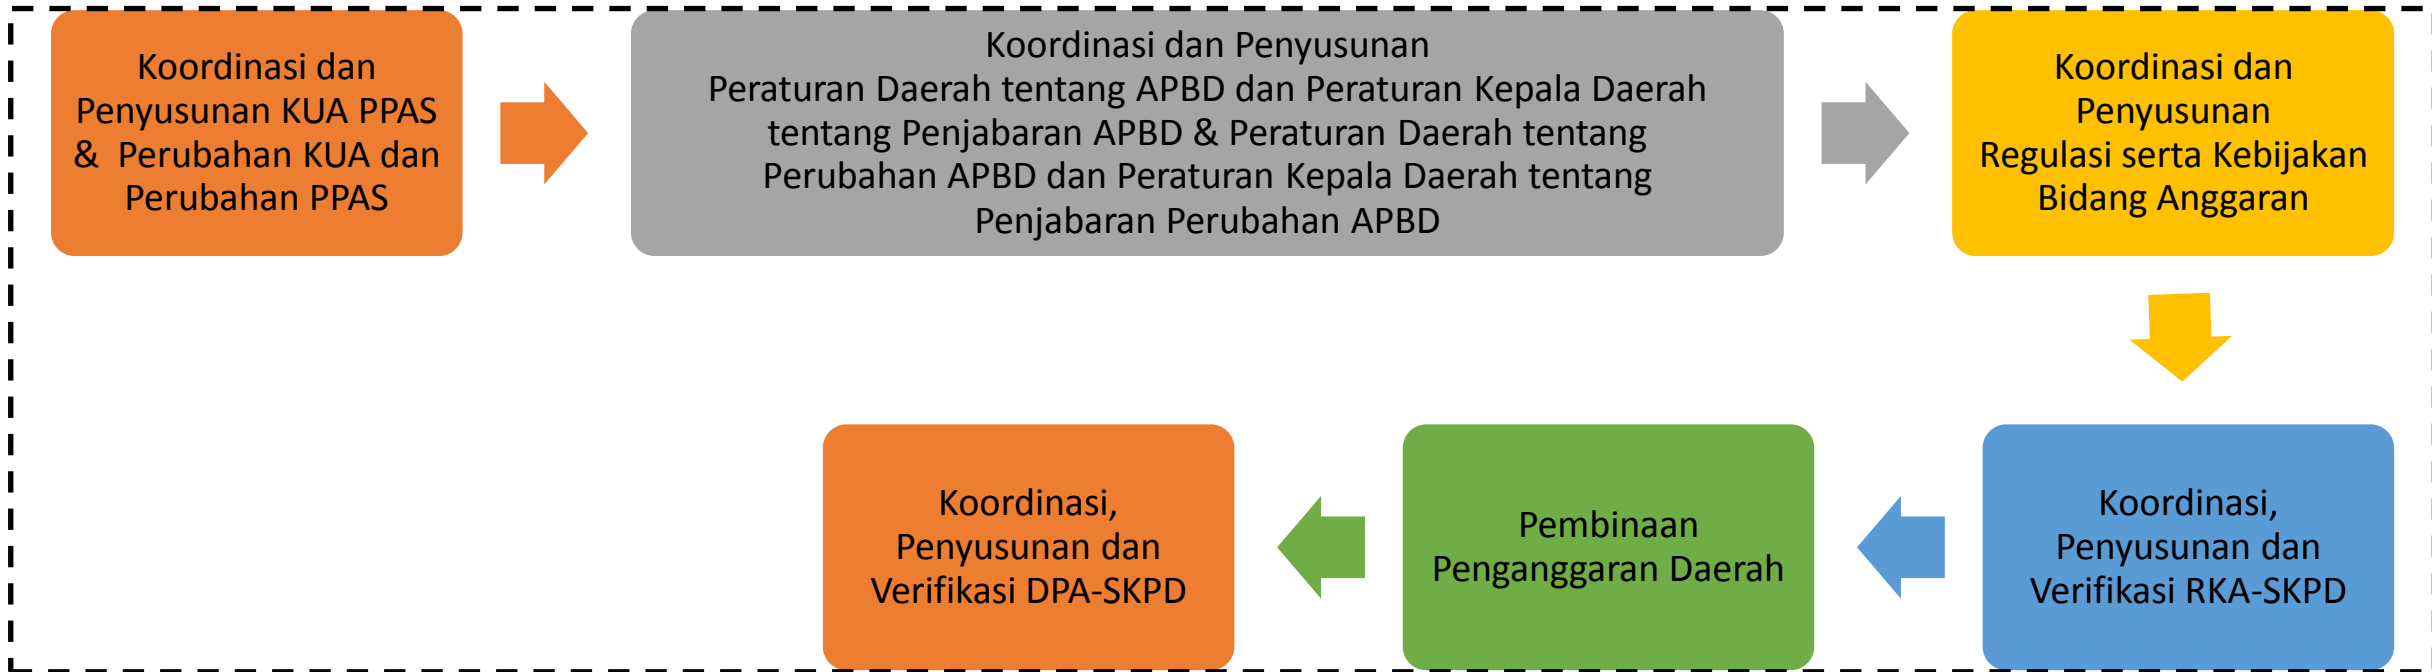 Koordinasi dan
Penyusunan KUA PPAS
& Perubahan KUA dan
Perubahan PPAS
Koordinasi dan Penyusunan
Peraturan Daerah tentang APBD dan Peraturan Kepala Daerah
tentang Penjabaran APBD & Peraturan Daerah tentang
Perubahan APBD dan Peraturan Kepala Daerah tentang
Penjabaran Perubahan APBD
Koordinasi dan
Penyusunan
Regulasi serta Kebijakan
Bidang Anggaran
Koordinasi,
Penyusunan dan
Verifikasi RKA-SKPD
Pembinaan
Penganggaran Daerah
Koordinasi,
Penyusunan dan
Verifikasi DPA-SKPD